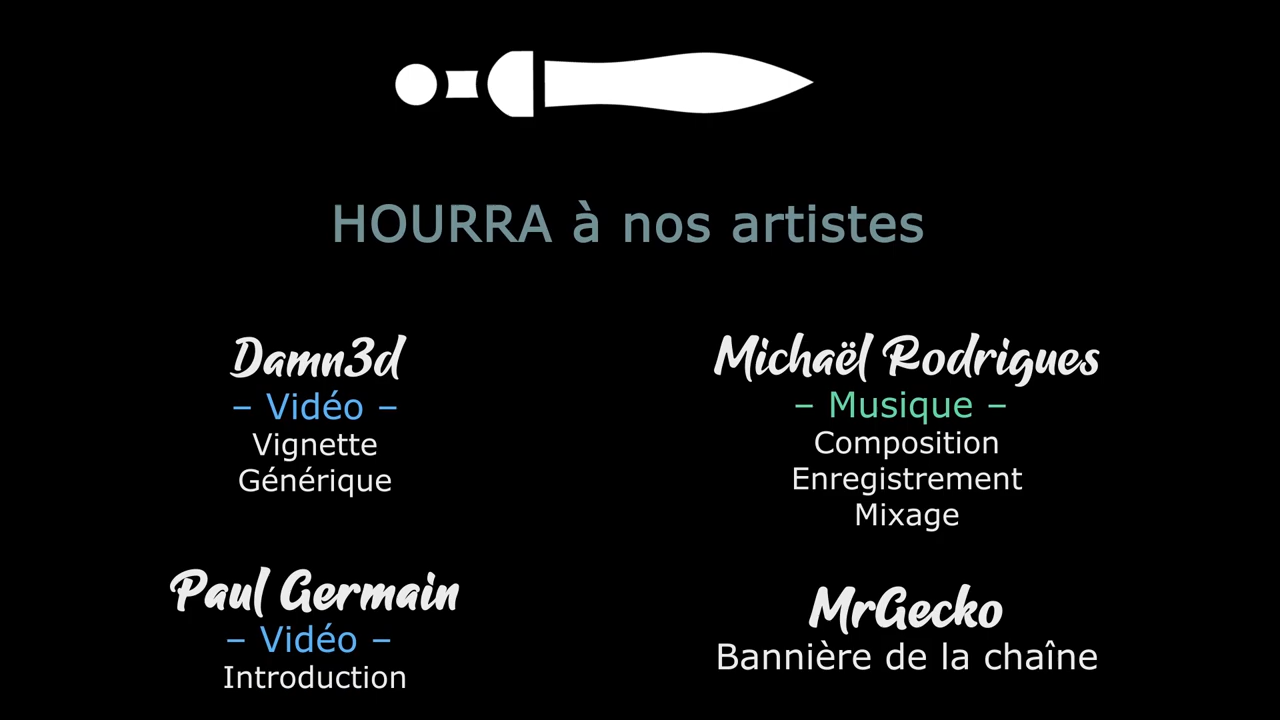 HOURRA à nos artistes
Damn3d
– Vidéo –
Vignette
Générique
Michaël Rodrigues
– Musique –
Composition
Enregistrement
Mixage
Paul Germain
– Vidéo –
Introduction
MrGecko
Bannière de la chaîne